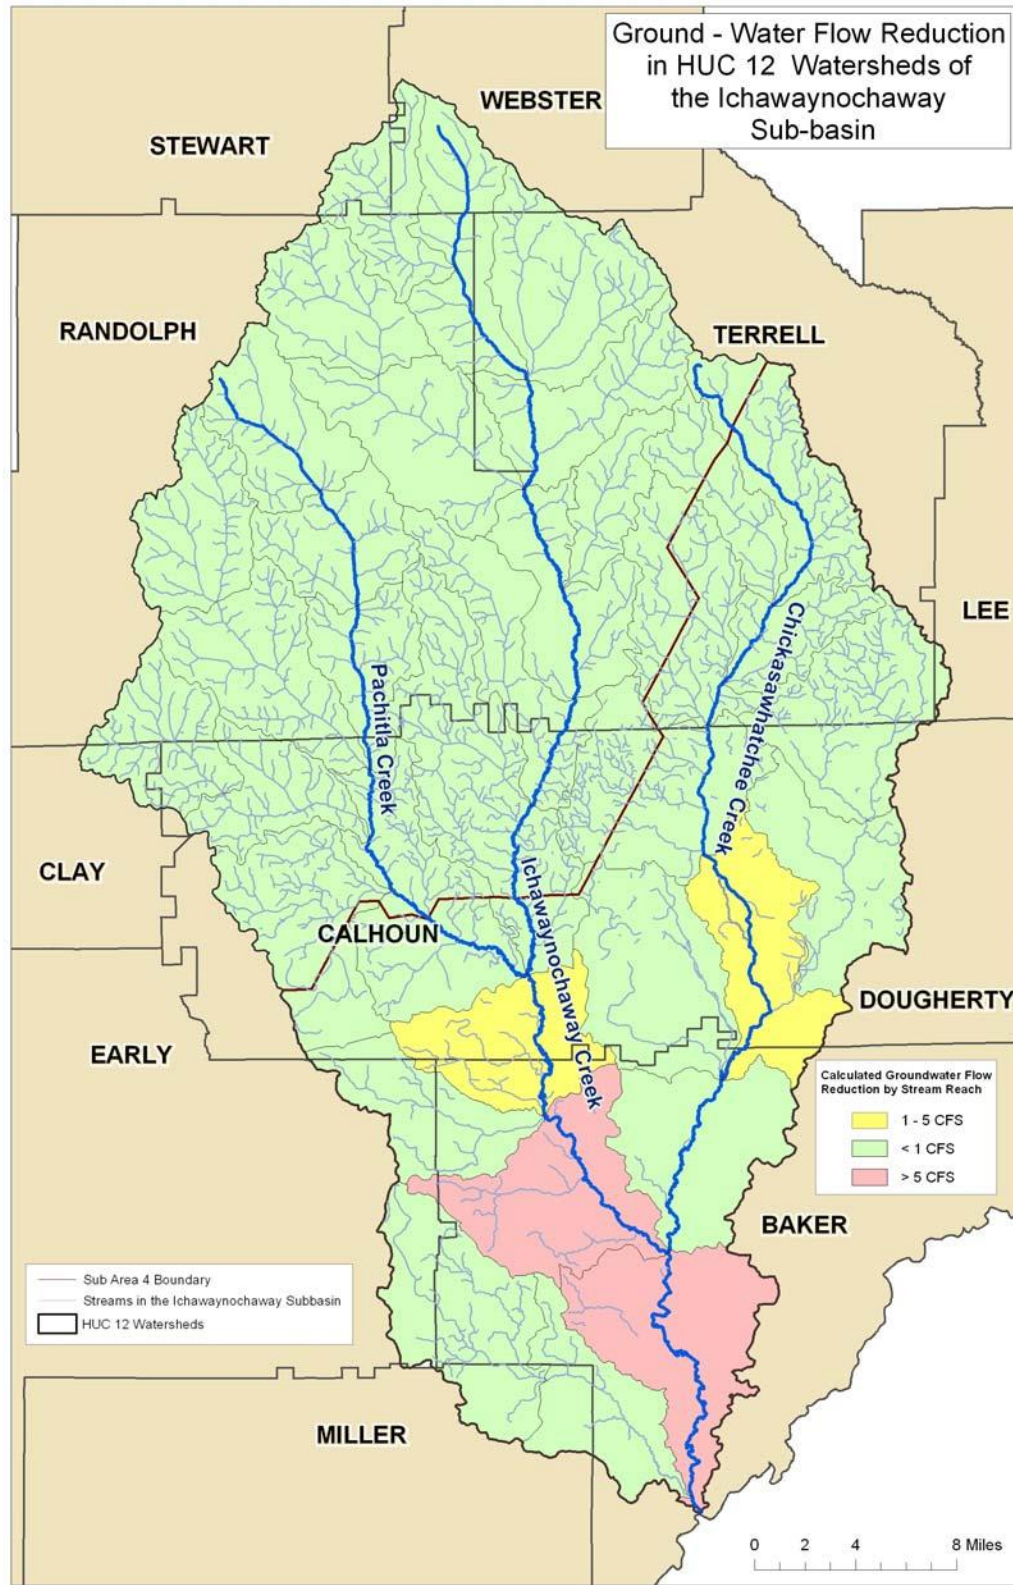 Ground - Water Flow Reduction
in HUC 12 Watersheds of
the Ichawaynochaway
Sub-basin
WEBSTER
STEWART
RANDOLPH
TERRELL
LEE
Chickasawhatchee Creek
Pachitla Creek
Ichawaynochaway Creek
CLAY
CALHOUN
DOUGHERTY
EARLY
Calculated Groundwater Flow
Reduction by Stream Reach
1 - 5 CFS
< 1 CFS
> 5 CFS
BAKER
Sub Area 4 Boundary
Streams in the Ichawaynochaway Subbasin
HUC 12 Watersheds
MILLER
0 2 4 8 Miles